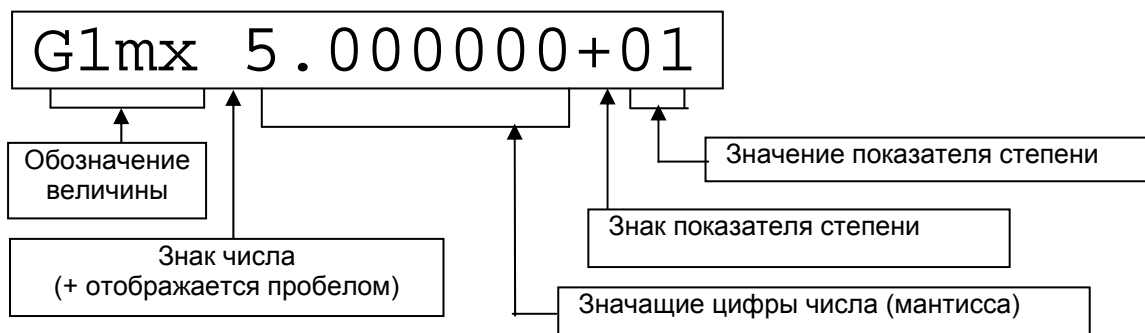 G1mx 5.000000+01
Обозначение
величины
Значение показателя степени
Знак показателя степени
Знак числа
(+ отображается пробелом)
Значащие цифры числа (мантисса)